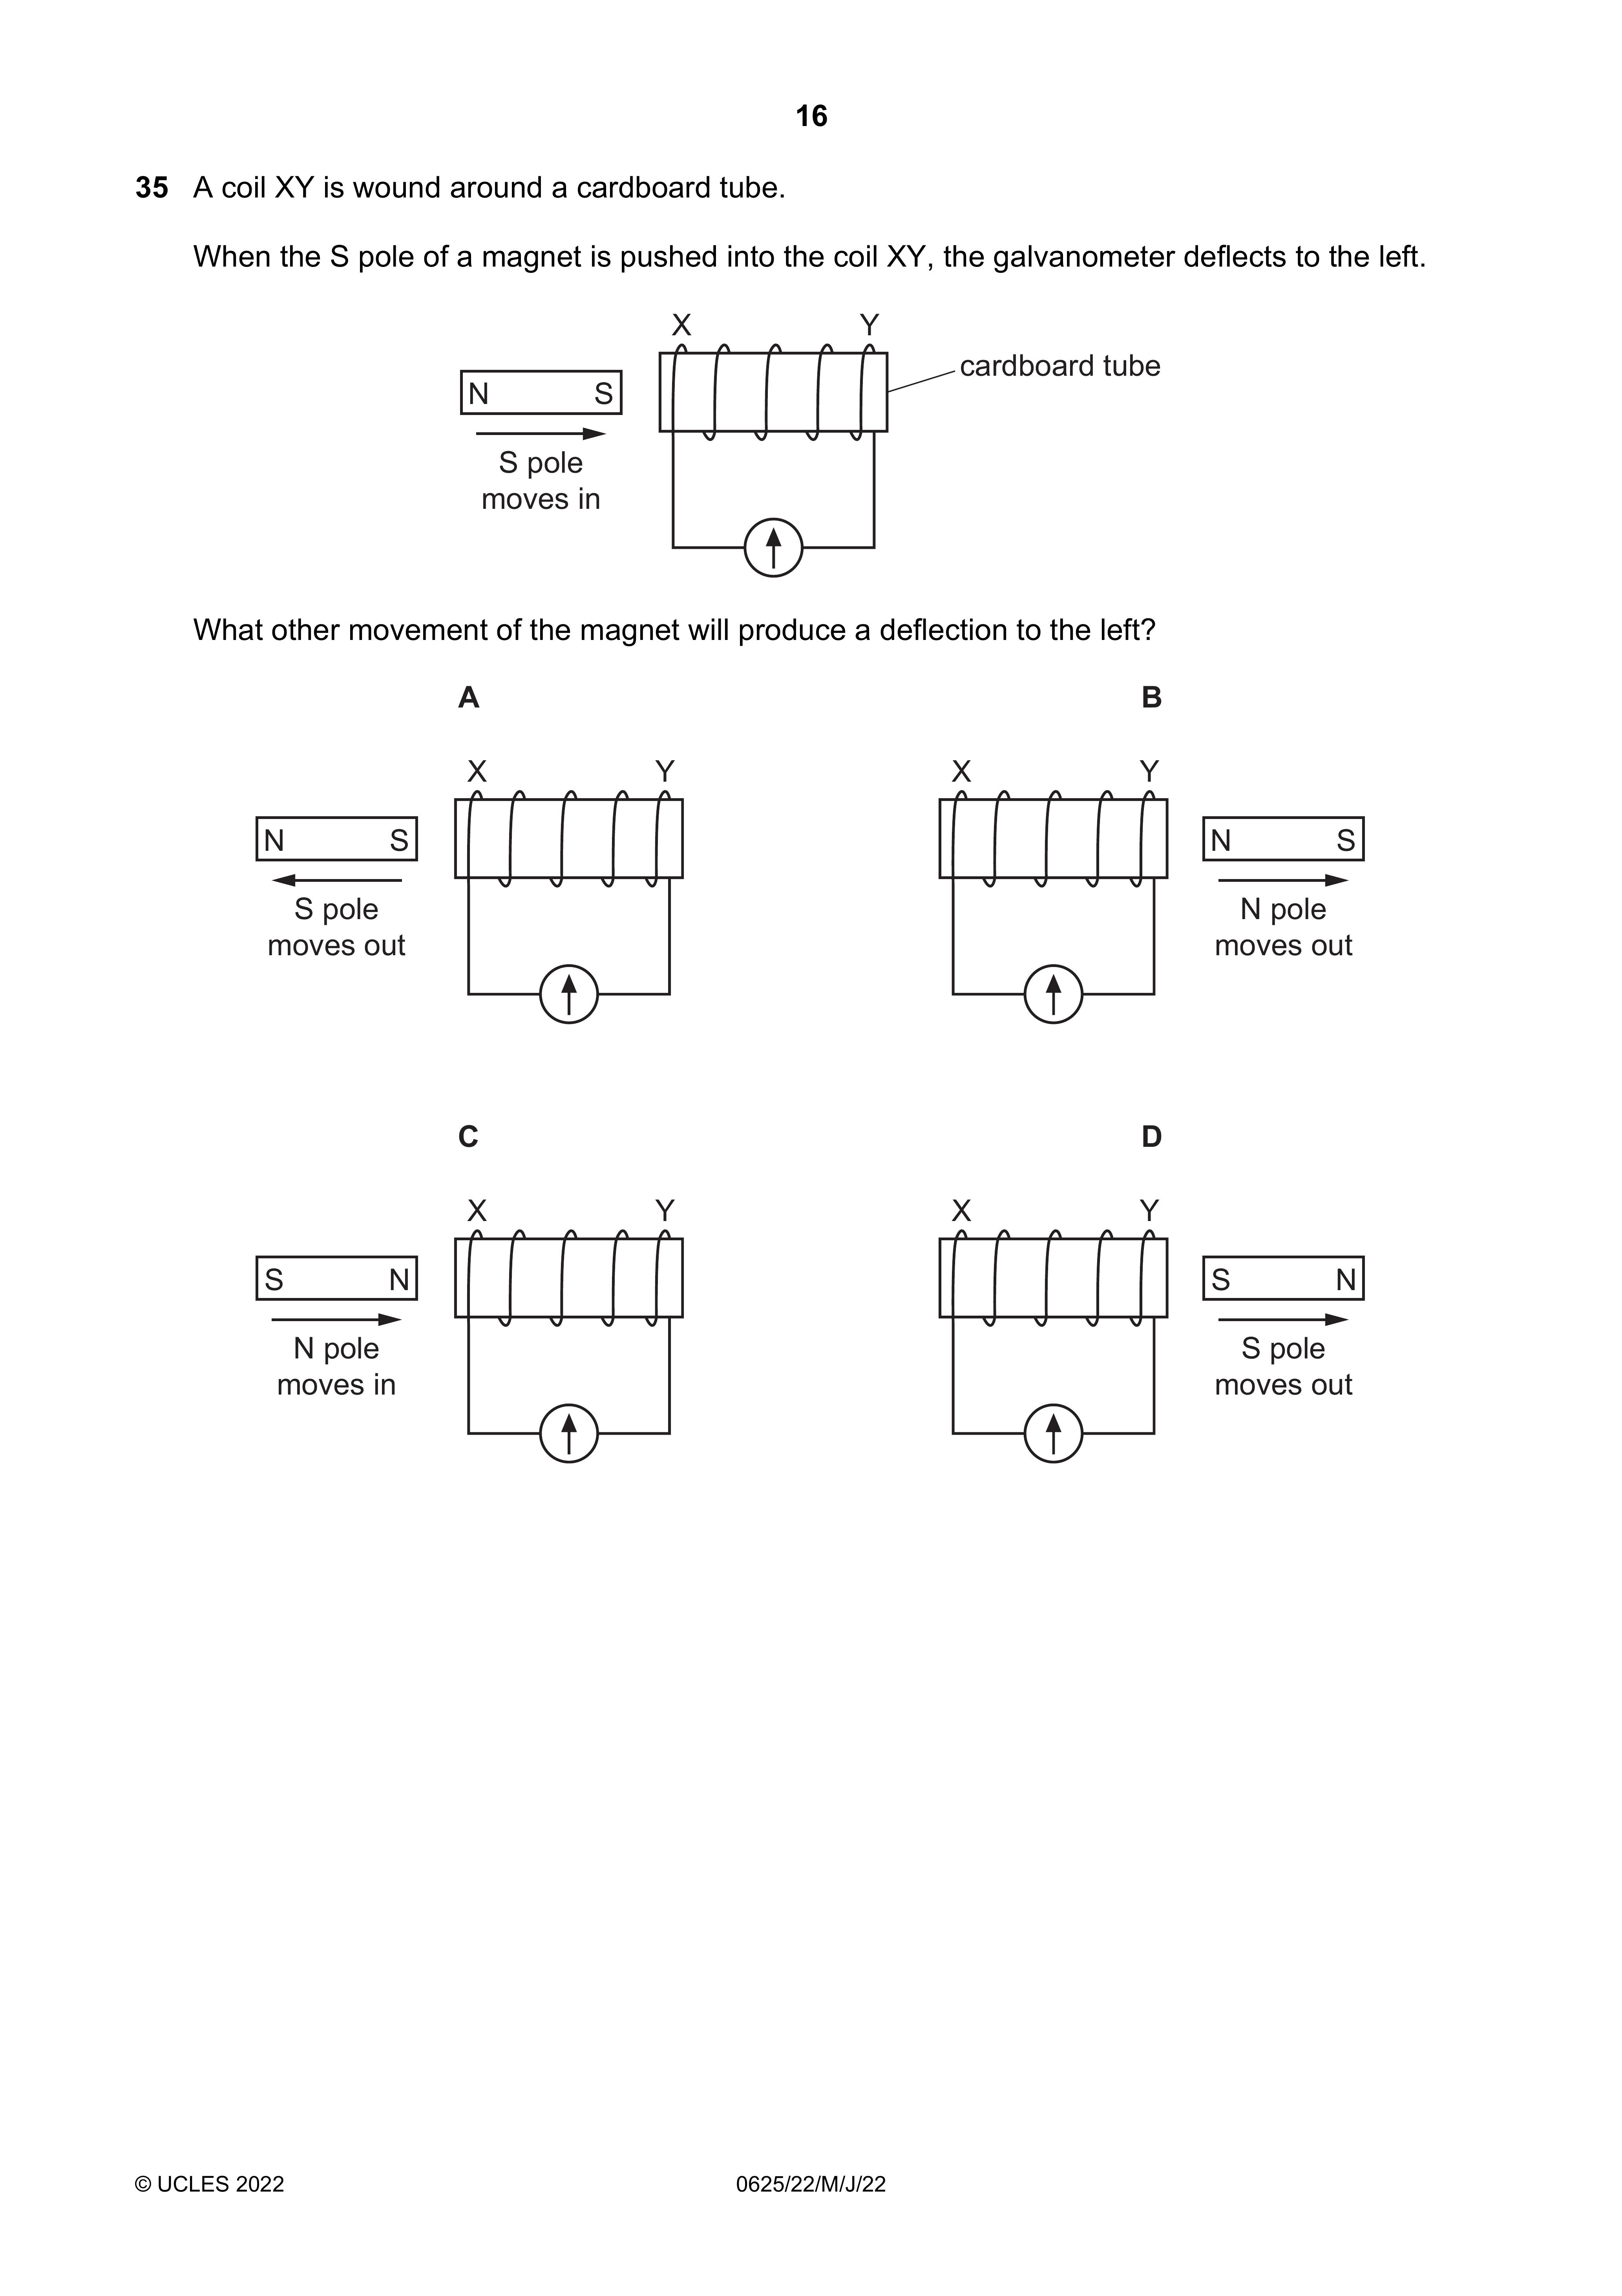 16
35 A coil XY is wound around a cardboard tube.
When the S pole of a magnet is pushed into the coil XY, the galvanometer deflects to the left.
X Y
cardboard tube
N S
S pole
moves in
What other movement of the magnet will produce a deflection to the left?
A B
X Y X Y
N S N S
S pole N pole
moves out moves out
C D
X Y X Y
S N S N
N pole S pole
moves in moves out
© UCLES 2022 0625/22/M/J/22